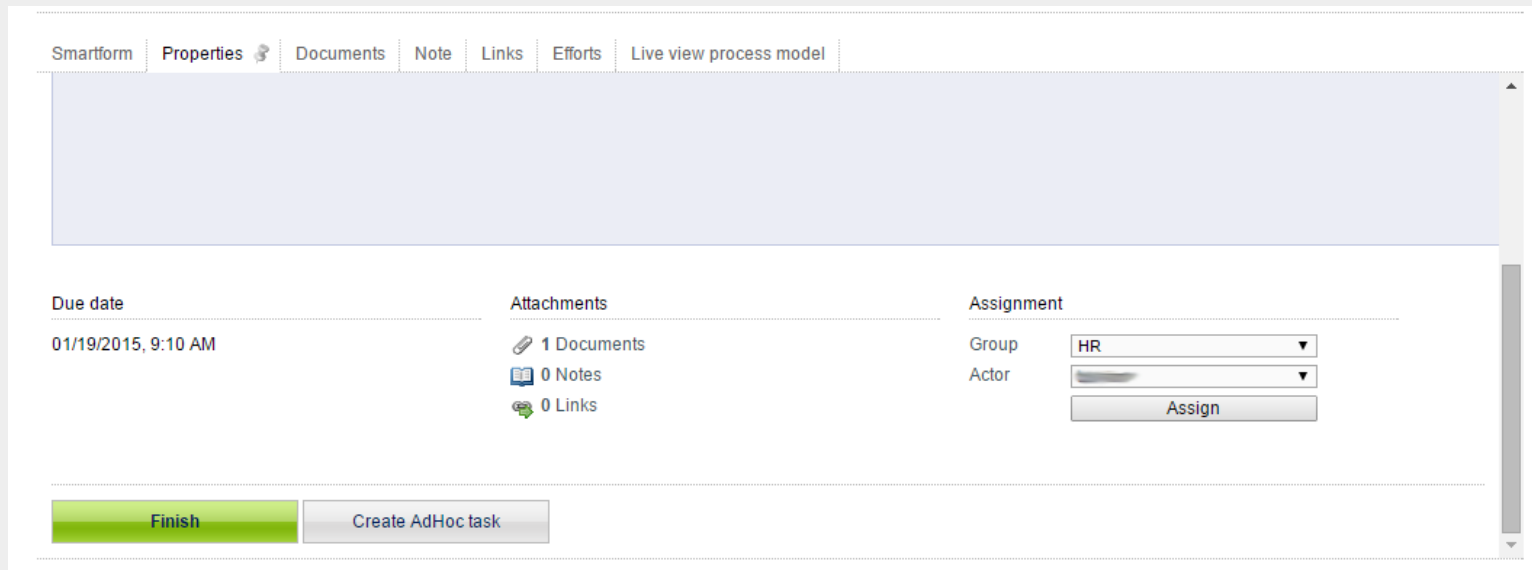 Smartform Properties Documents Note Links Efforts Live view process model
Due date
01/19/2015, 9:10 AM
Attachments
1 Documents
0 Notes
0 Links
Assignment
Group HR
Actor
Assign
Finish Create AdHoc task